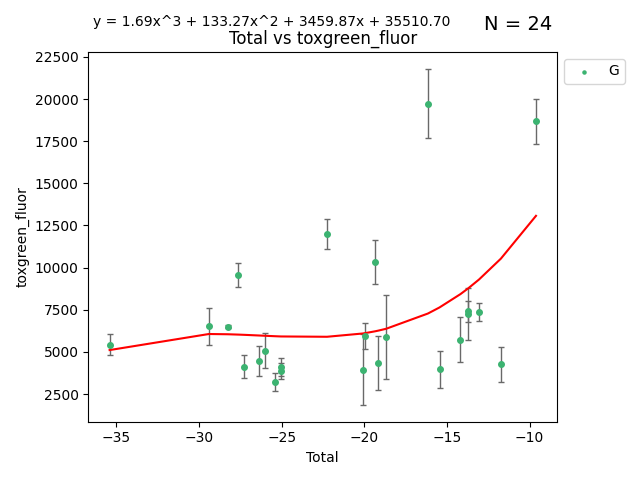 y = 1.69x^3 + 133.27x^2 + 3459.87x + 35510.70
N = 24
Total vs toxgreen_fluor
G
22500
20000
17500
15000
12500
10000
7500
5000
2500
toxgreen_fluor
−35
−30
−25
−20
−15
−10
Total